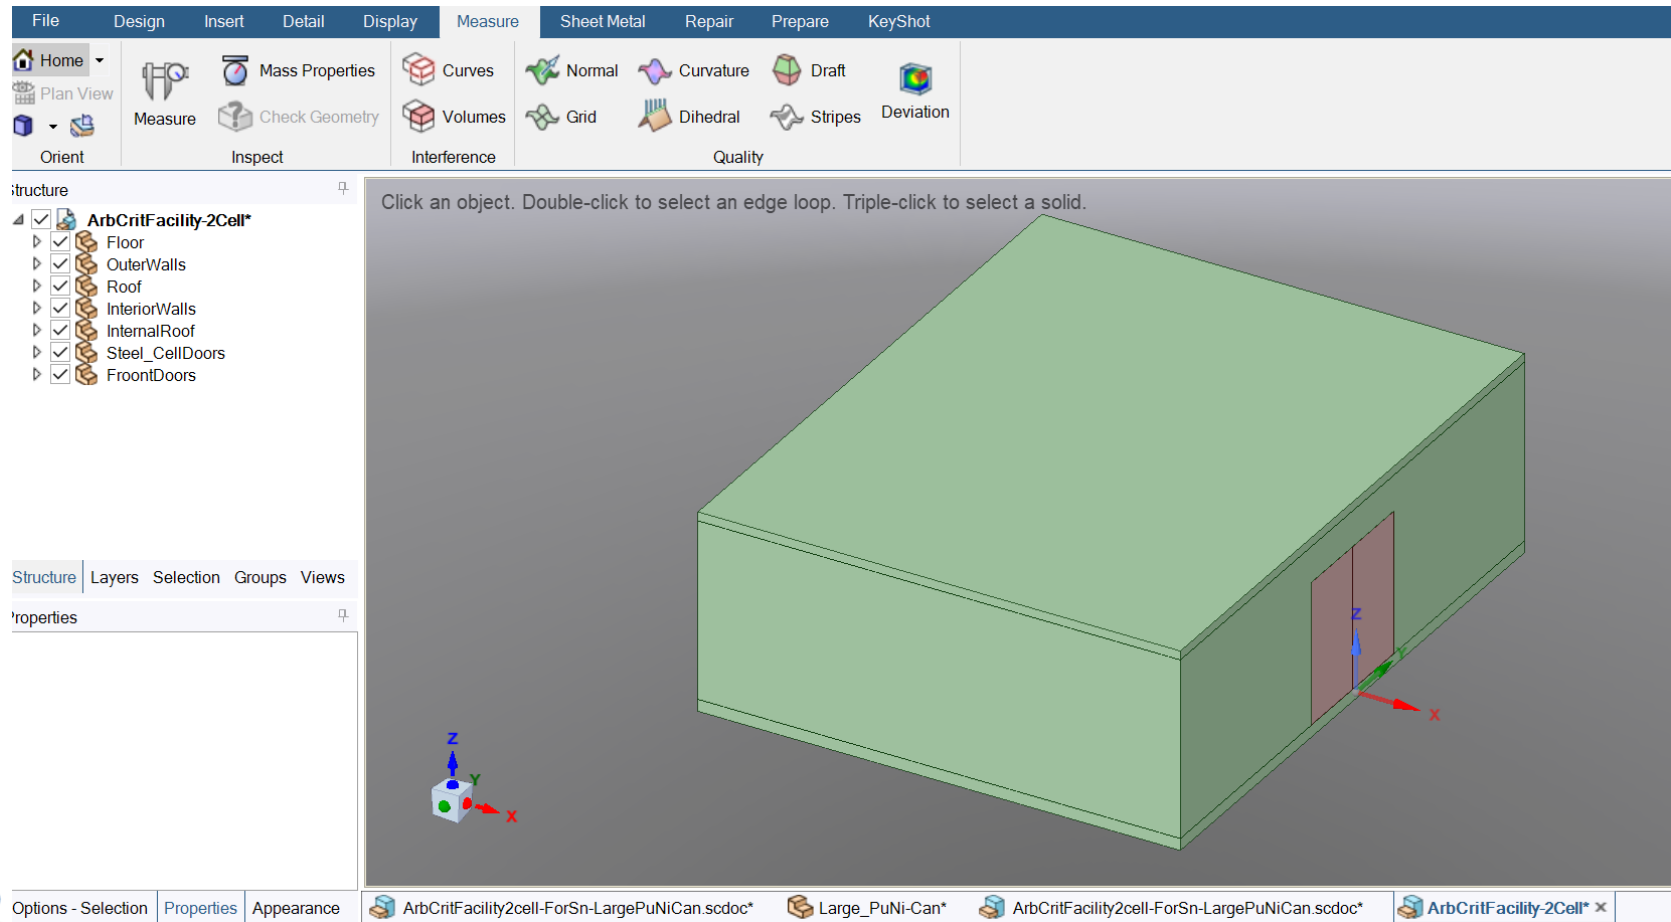 File Design Insert Detail Display Measure Sheet Metal Repair Prepare KeyShot
Home
Plan View
Orient
Measure
Mass Properties
Check Geometry
Inspect
Curves
Volumes
Interference
Normal Curvature Draft
Grid Dihedral Stripes
Deviation
Quality
Structure
ArbCritFacility-2Cell*
Floor
OuterWalls
Roof
InteriorWalls
InternalRoof
Steel_CellDoors
FroontDoors
Structure Layers Selection Groups Views
Properties
Options - Selection Properties Appearance
Click an object. Double-click to select an edge loop. Triple-click to select a solid.
Z
Y
X
Z
Y
X
ArbCritFacility2cell-ForSn-LargePuNiCan.scdoc* Large_PuNi-Can* ArbCritFacility2cell-ForSn-LargePuNiCan.scdoc* ArbCritFacility-2Cell*